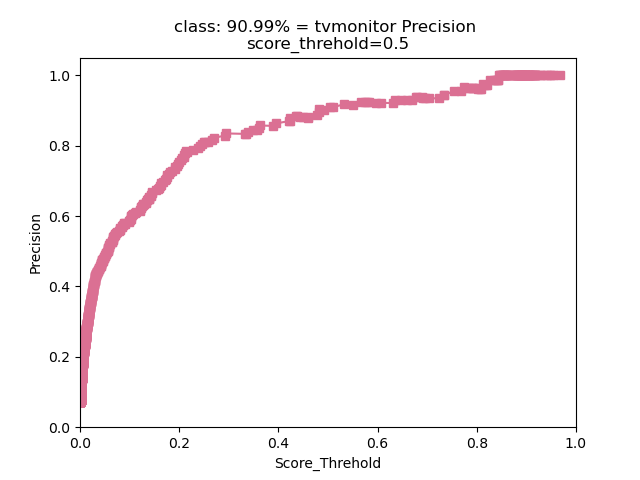 class: 90.99% = tvmonitor Precision
score_threhold=0.5
1.0
0.8
0.6
0.4
0.2
0.0
Precision
0.0 0.2 0.4 0.6 0.8 1.0
Score_Threhold